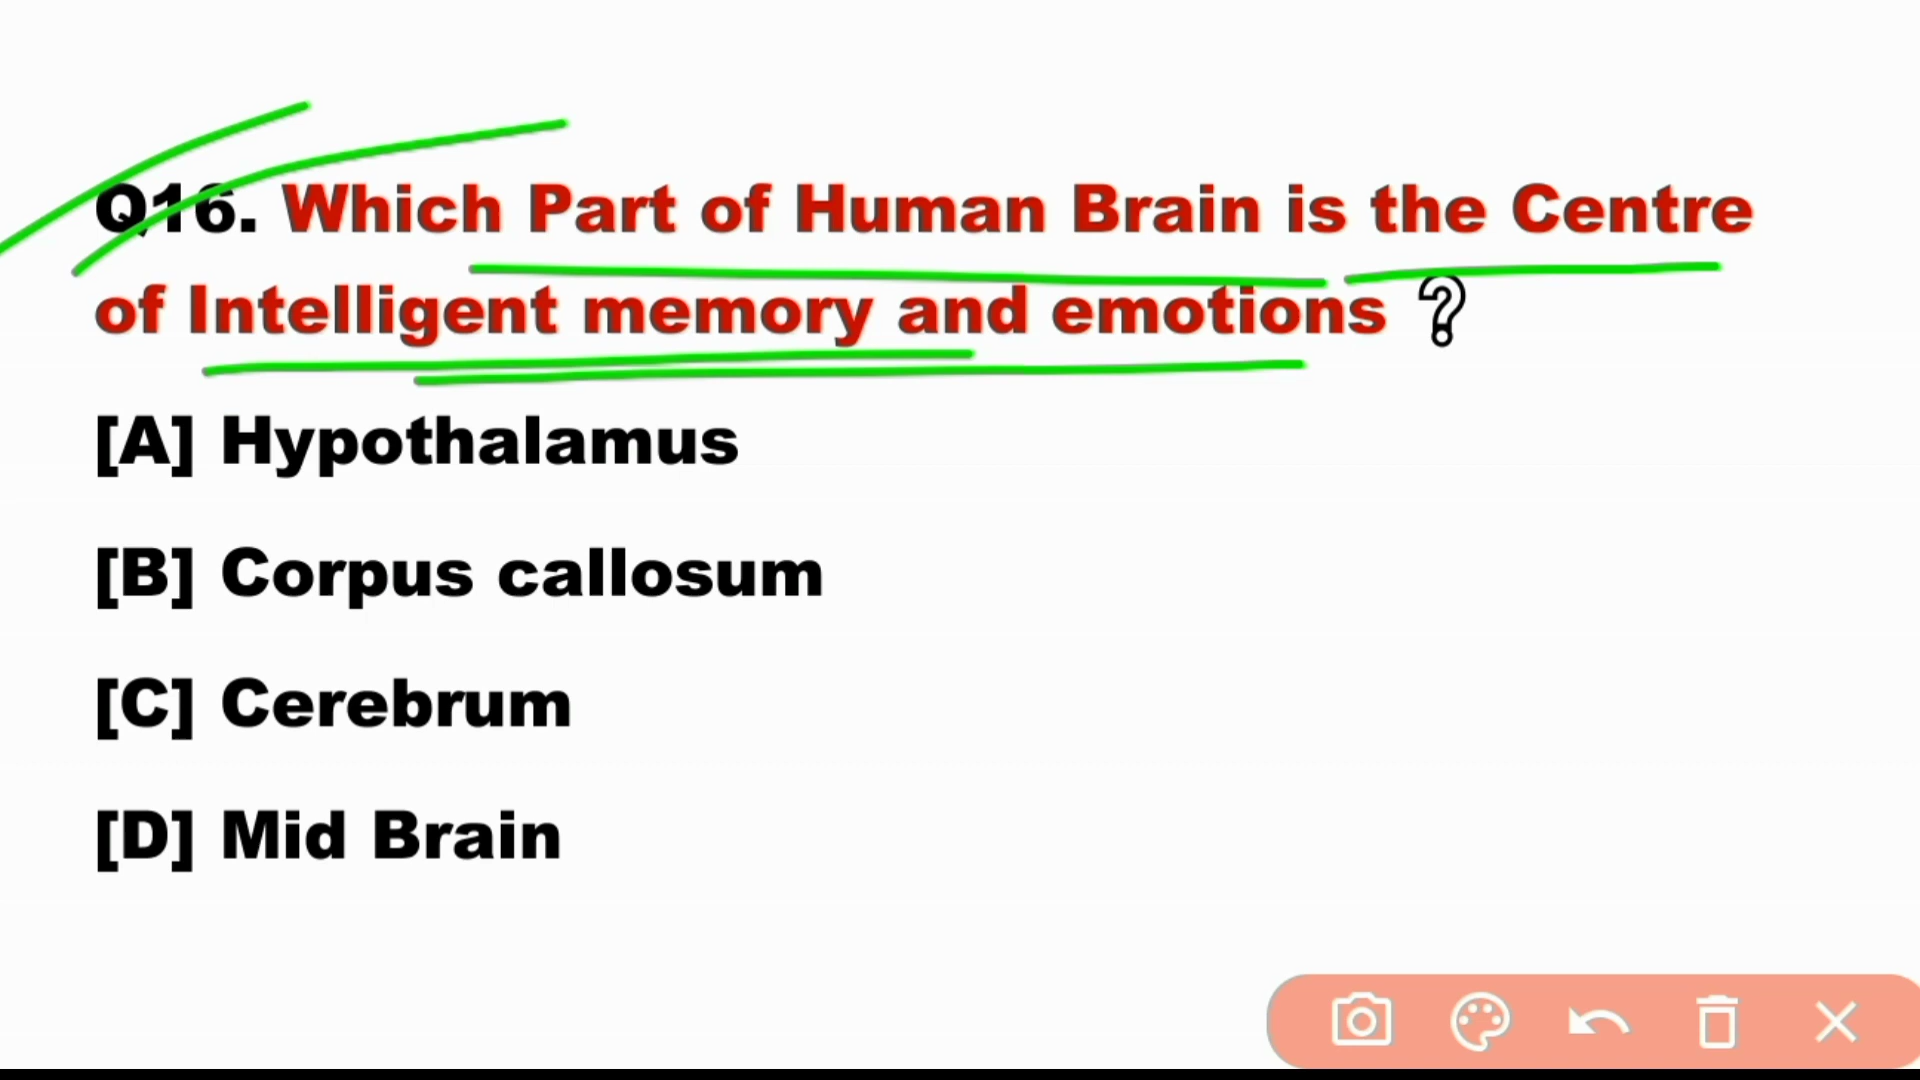 Q16. Which Part of Human Brain is the Centre
of Intelligent memory and emotions ?
[A] Hypothalamus
[B] Corpus callosum
[C] Cerebrum
[D] Mid Brain